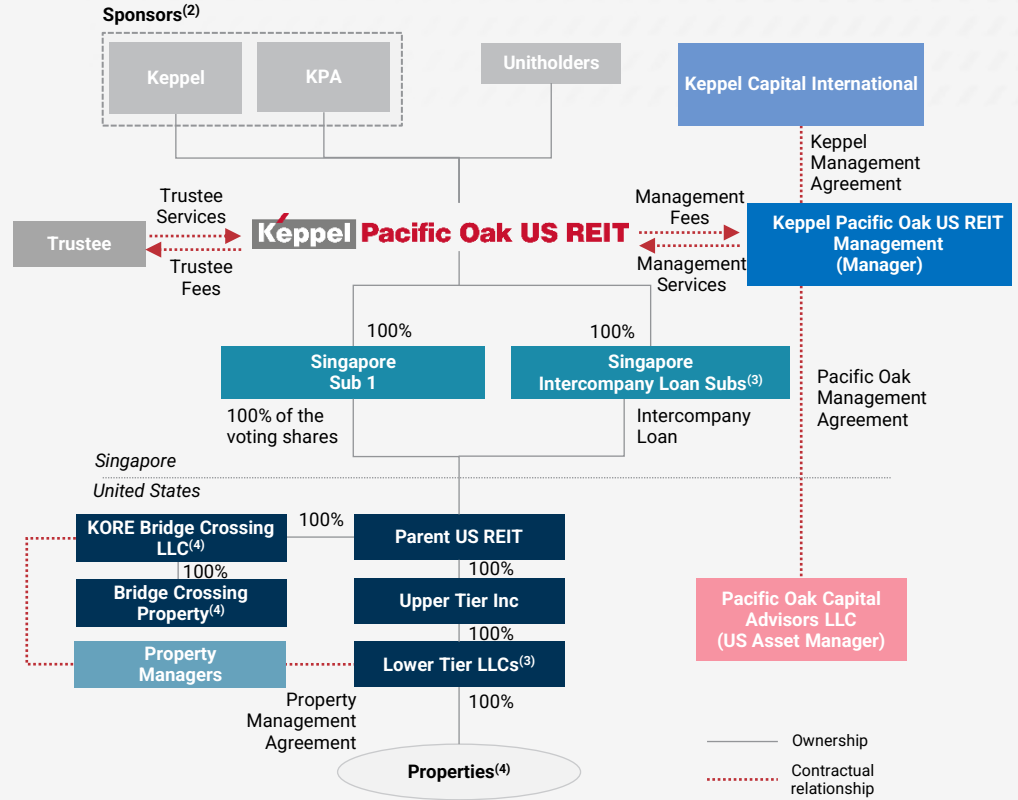 Sponsors(2)
Keppel
KPA
Unitholders
Keppel Capital International
Keppel
Management
Agreement
Trustee
Trustee
Services
Trustee
Fees
Keppel Pacific Oak US REIT
Management
Fees
Management
Services
Keppel Pacific Oak US REIT
Management
(Manager)
100%
100%
Singapore
Sub 1
Singapore
Intercompany Loan Subs(3)
100% of the
voting shares
Intercompany
Loan
Pacific Oak
Management
Agreement
Singapore
United States
KORE Bridge Crossing
LLC(4)
100%
Parent US REIT
100%
100%
Bridge Crossing
Property(4)
Upper Tier Inc
100%
Property
Managers
Lower Tier LLCs(3)
Pacific Oak Capital
Advisors LLC
(US Asset Manager)
Property
Management
Agreement
100%
Properties(4)
Ownership
Contractual
relationship